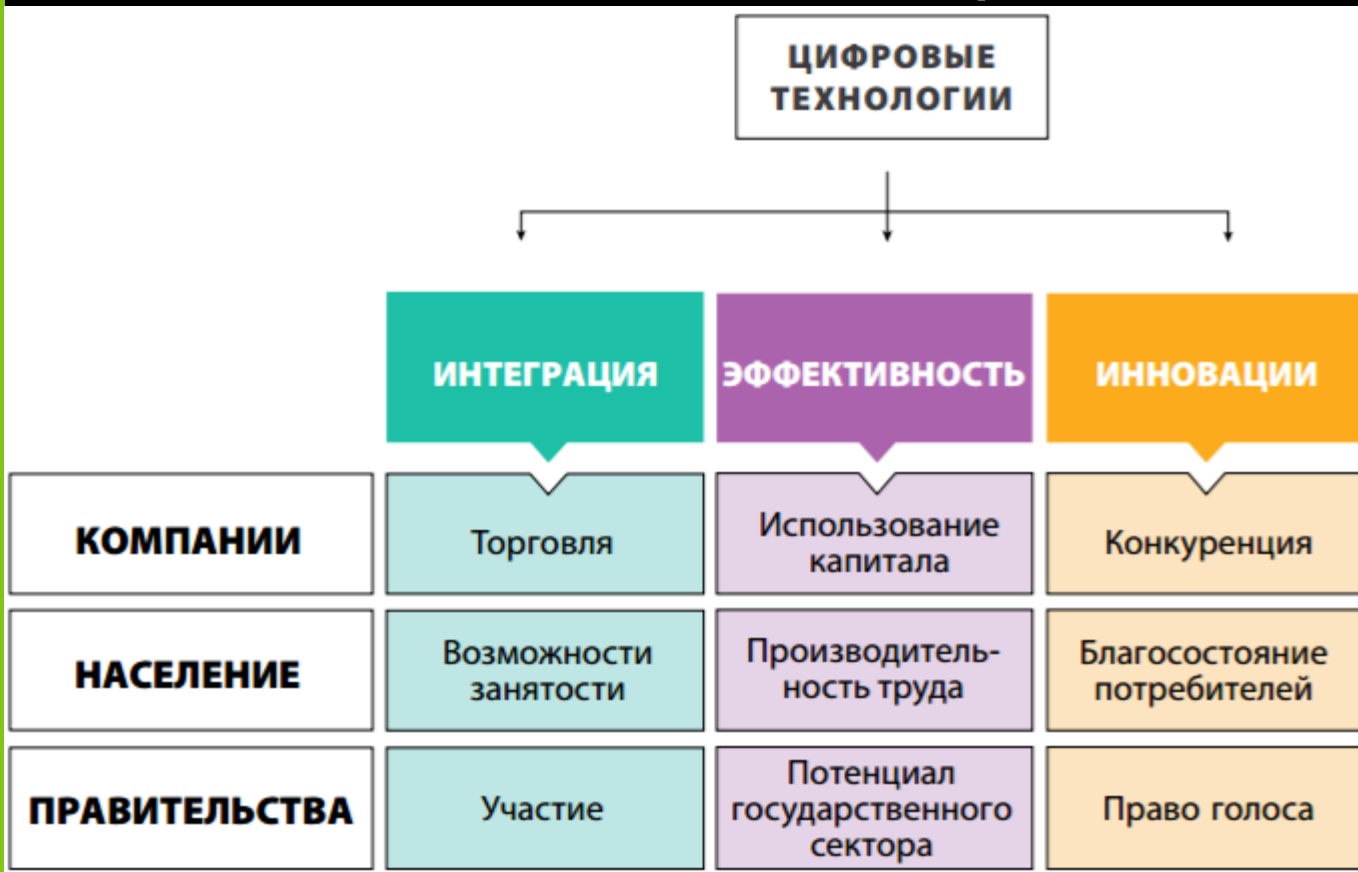 ЦИФРОВЫЕ
ТЕХНОЛОГИИ
ИНТЕГРАЦИЯ
ЭФФЕКТИВНОСТЬ
ИННОВАЦИИ
КОМПАНИИ
Торговля
Использование
капитала
Конкуренция
НАСЕЛЕНИЕ
Возможности
занятости
Производитель-
ность труда
Благосостояние
потребителей
ПРАВИТЕЛЬСТВА
Участие
Потенциал
государственного
сектора
Право голоса